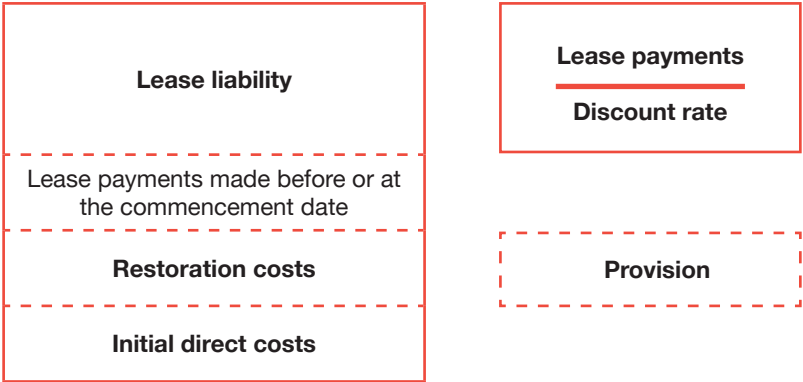 Lease liability
Lease payments made before or at
the commencement date
Restoration costs
Initial direct costs
Lease payments
Discount rate
Provision